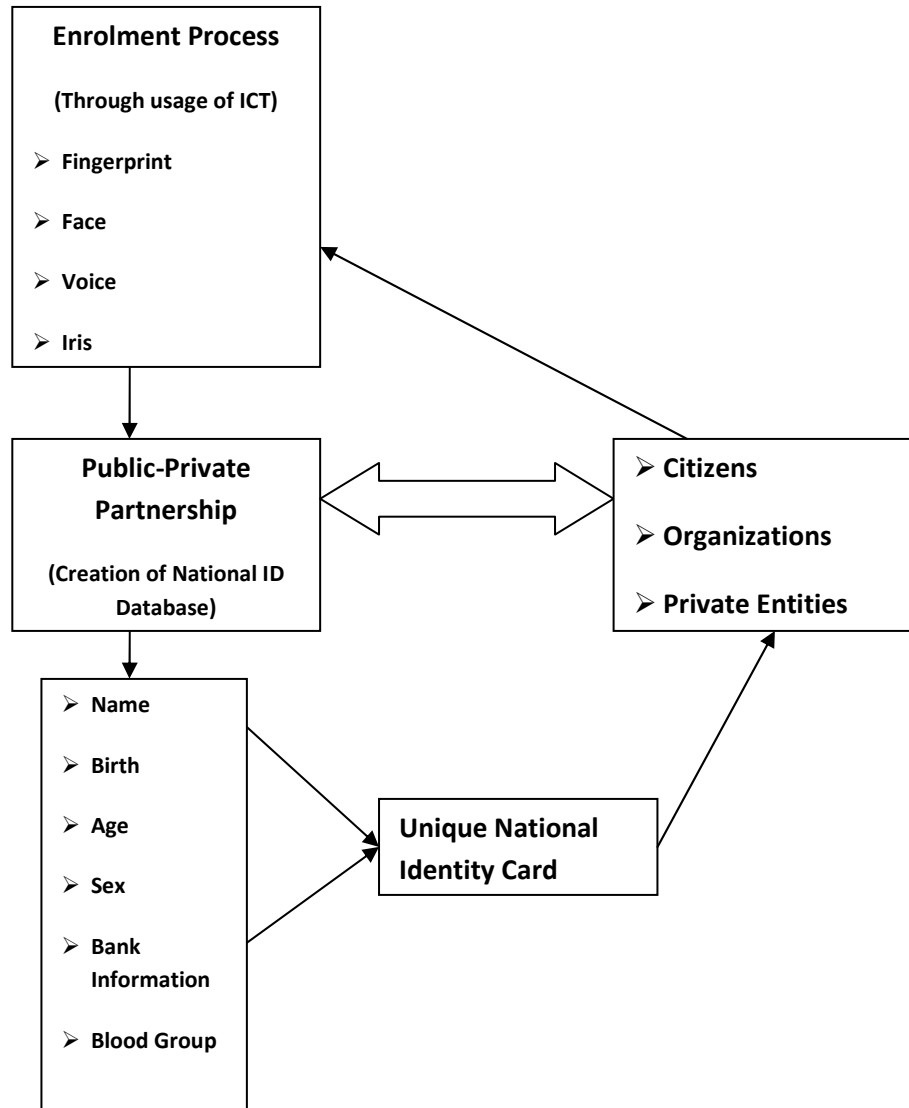 Enrolment Process
(Through usage of ICT)
➢ Fingerprint
➢ Face
➢ Voice
➢ Iris
Public-Private
Partnership
(Creation of National ID
Database)
➢ Citizens
➢ Organizations
➢ Private Entities
➢ Name
➢ Birth
➢ Age
➢ Sex
➢ Bank
Information
➢ Blood Group
Unique National
Identity Card